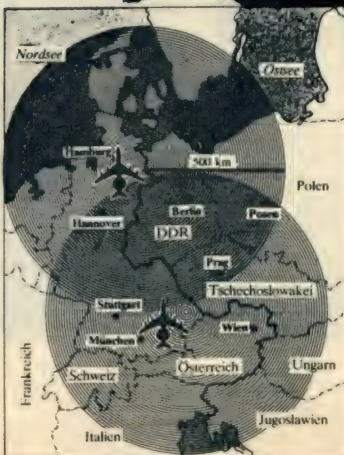 Nordsee
Ostsee
Hamburg
500 km
Polen
Hannover
Berlin
Posen
DDR
Prag
Tschechoslowakei
Stuttgart
München
Wien
Österreich
Frankreich
Schweiz
Ungarn
Jugoslawien
Italien